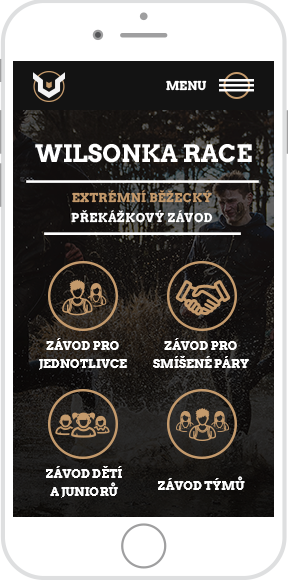 MENU
WILSONKA RACE
EXTRÉMNÍ BĚŽECKÝ
PŘEKÁŽKOVÝ ZÁVOD
ZÁVOD PRO
JEDNOTLIVCE
ZÁVOD PRO
SMÍŠENÉ PÁRY
ZÁVOD DĚTÍ
A JUNIORŮ
ZÁVOD TÝMŮ